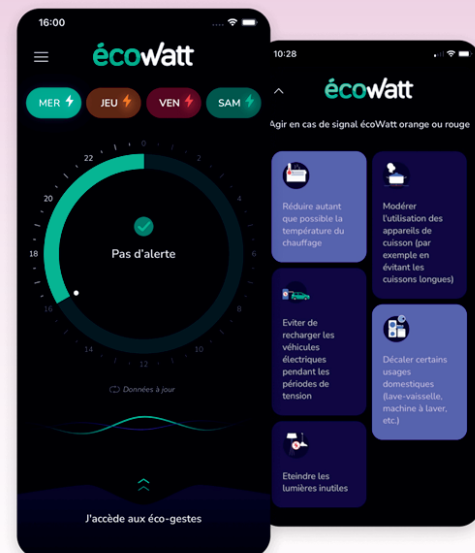 16:00
écowatt
MER
JEU
VEN
SAM
0
2
4
6
8
10
12
14
16
18
20
22
Pas d'alerte
Données à jour
J'accède aux éco-gestes
10:28
écowatt
Agir en cas de signal écoWatt orange ou rouge
Réduire autant
que possible la
température du
chauffage
Modérer
l'utilisation des
appareils de
cuisson (par
exemple en
évitant les
cuissons longues)
Eviter de
recharger les
véhicules
électriques
pendant les
périodes de
tension
Décaler certains
usages
domestiques
(lave-vaisselle,
machine à laver,
etc.)
Eteindre les
lumières inutiles